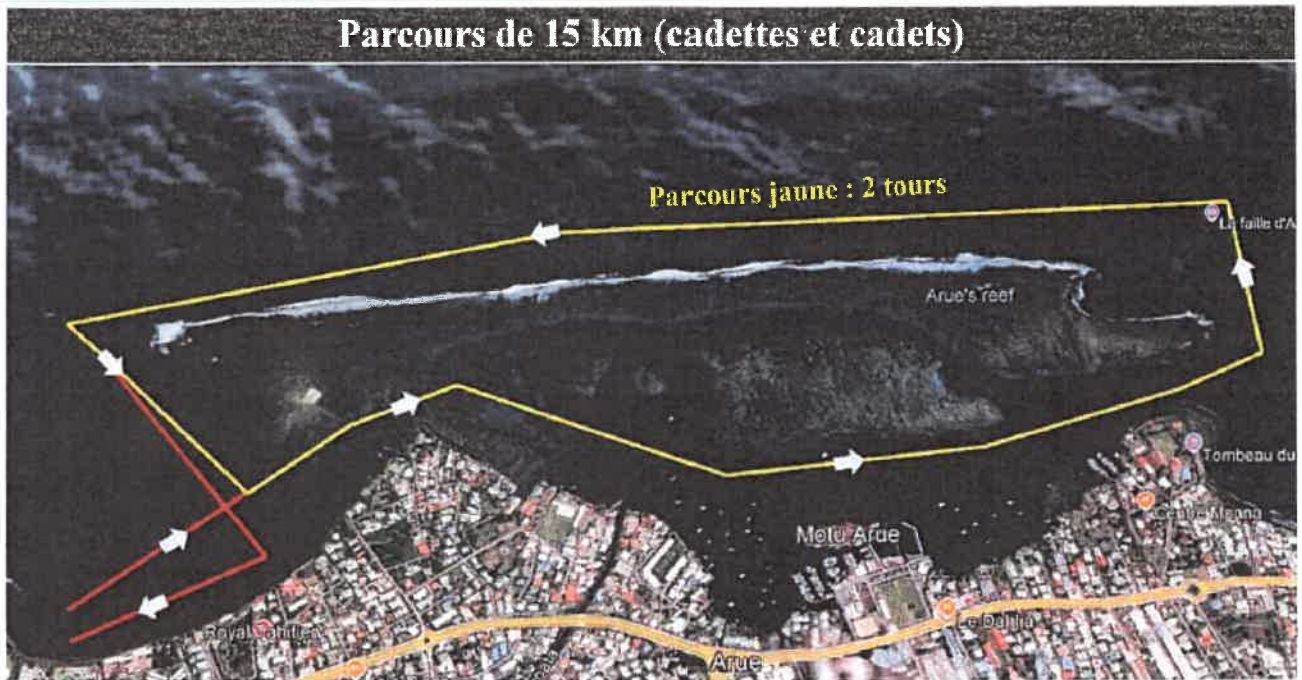 Parcours de 15 km (cadettes et cadets)
Parcours jaune : 2 tours
La faille d'A
Arue's reef
Tombeau du
Motu Arue
Royal Tahitien
Le Dahlia
Arue